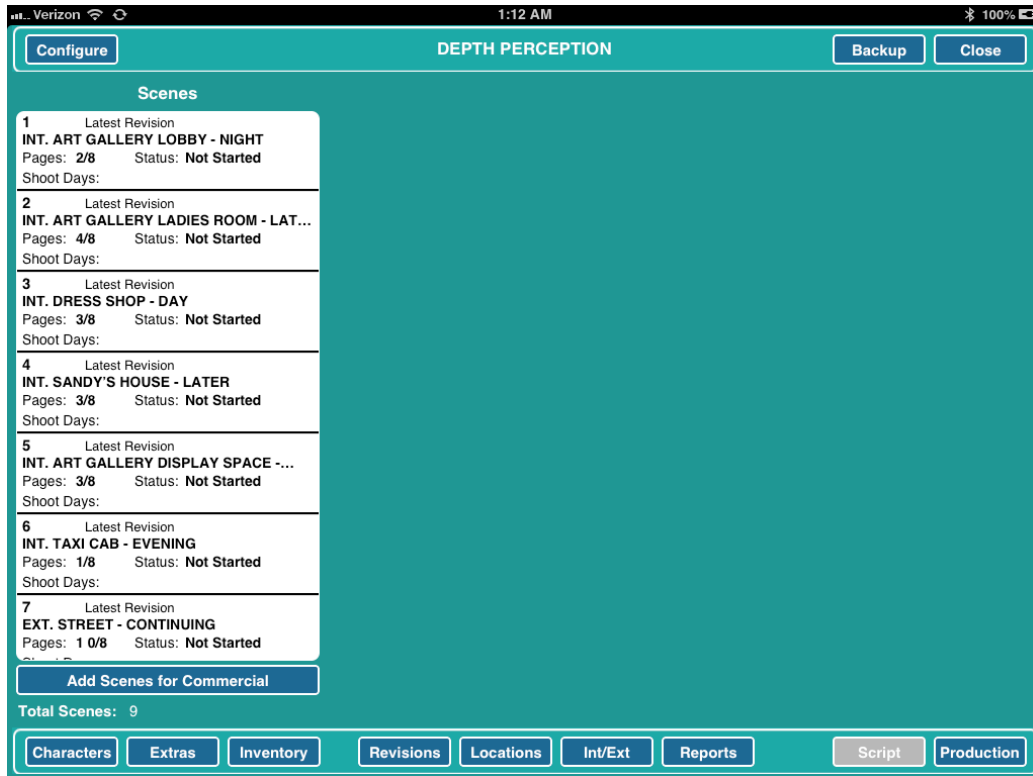 Verizon 1:12 AM 100%
Configure DEPTH PERCEPTION Backup Close
Scenes
1 Latest Revision
INT. ART GALLERY LOBBY - NIGHT
Pages: 2/8 Status: Not Started
Shoot Days:
2 Latest Revision
INT. ART GALLERY LADIES ROOM - LAT...
Pages: 4/8 Status: Not Started
Shoot Days:
3 Latest Revision
INT. DRESS SHOP - DAY
Pages: 3/8 Status: Not Started
Shoot Days:
4 Latest Revision
INT. SANDY'S HOUSE - LATER
Pages: 3/8 Status: Not Started
Shoot Days:
5 Latest Revision
INT. ART GALLERY DISPLAY SPACE -...
Pages: 3/8 Status: Not Started
Shoot Days:
6 Latest Revision
INT. TAXI CAB - EVENING
Pages: 1/8 Status: Not Started
Shoot Days:
7 Latest Revision
EXT. STREET - CONTINUING
Pages: 1 0/8 Status: Not Started
Add Scenes for Commercial
Total Scenes: 9
Characters Extras Inventory Revisions Locations Int/Ext Reports Script Production